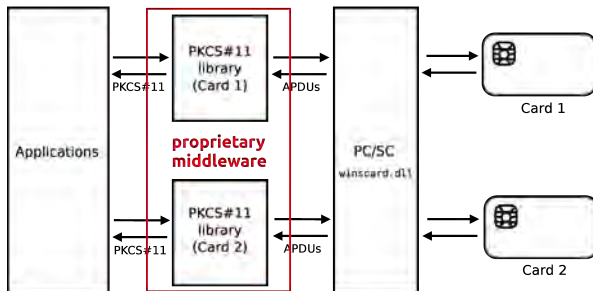 PKCS#11
library
(Card 1)
PKCS#11
APDUs
Card 1
proprietary
middleware
Applications
PC/SC
winscard.dll
PKCS#11
library
(Card 2)
PKCS#11
APDUs
Card 2